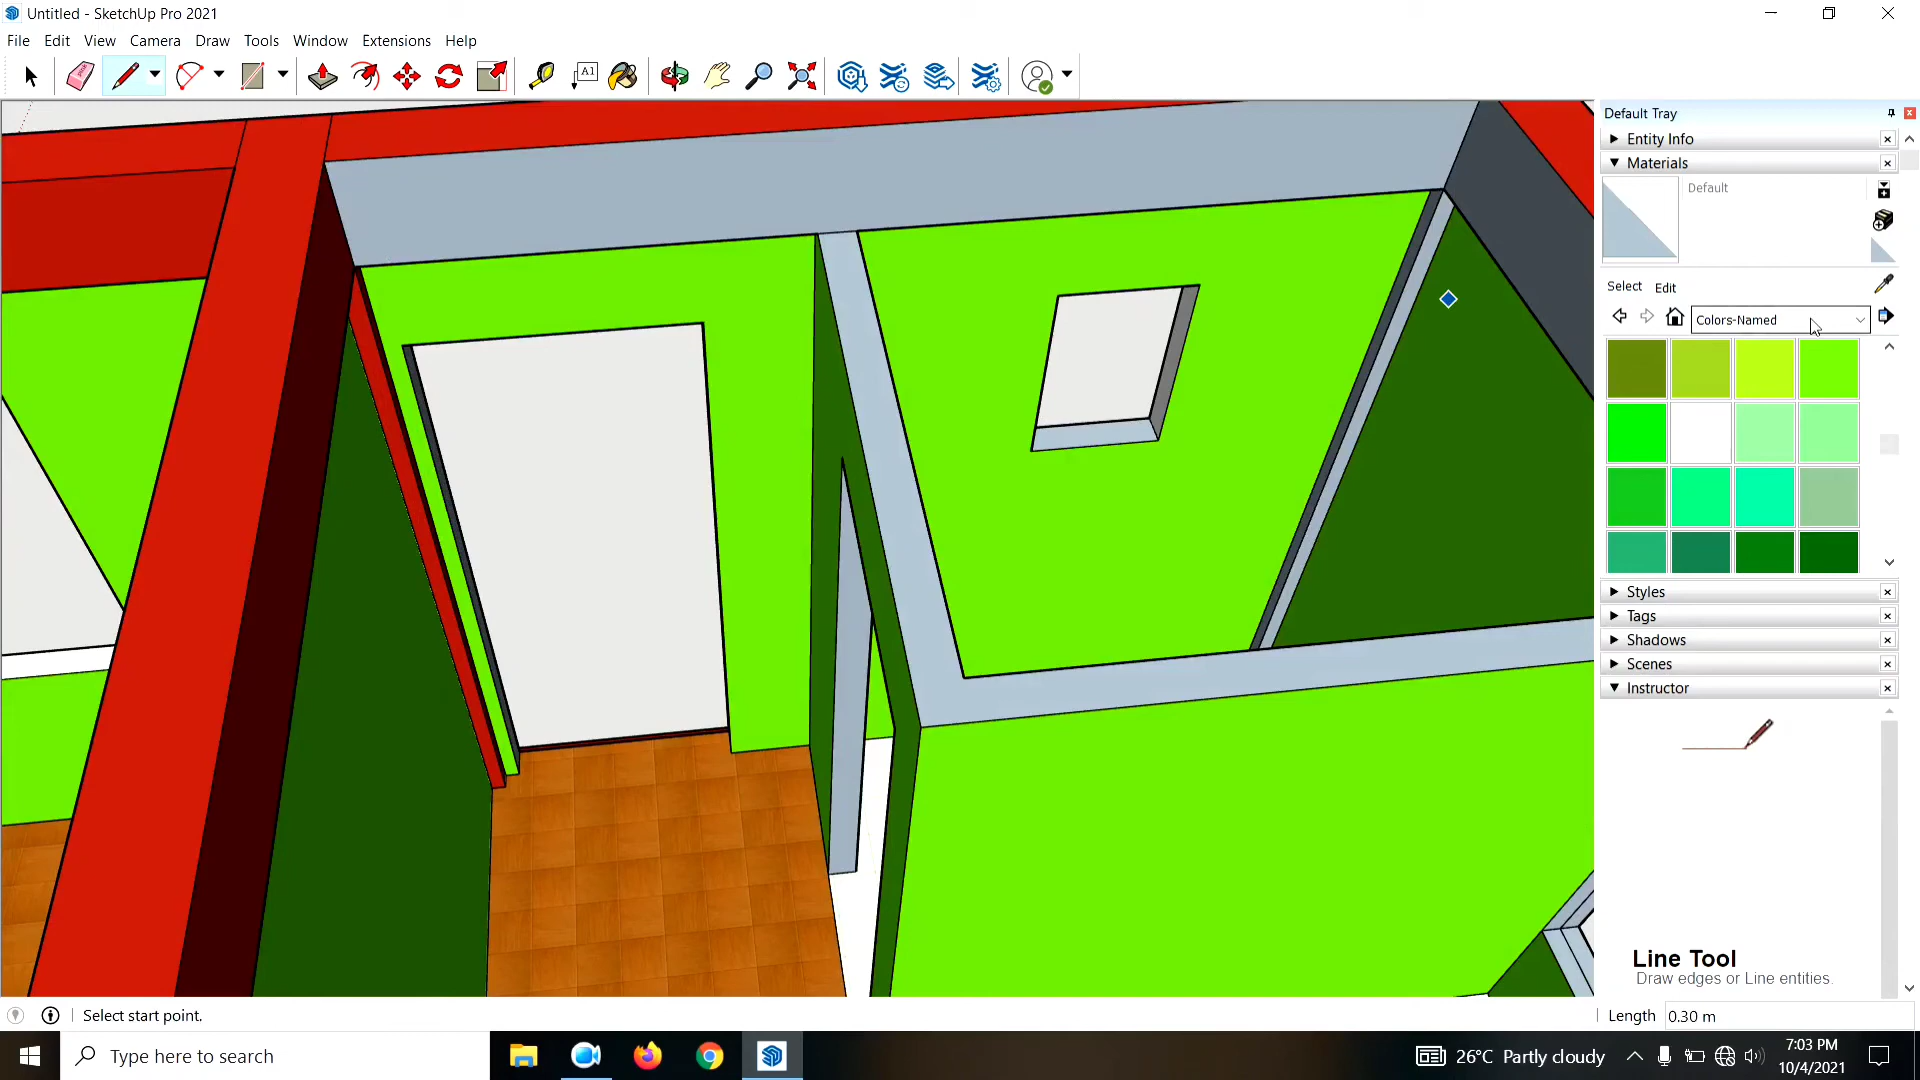 Untitled - SketchUp Pro 2021
File Edit View Camera Draw Tools Window Extensions Help
A1
Default Tray
Entity Info
Materials
Default
Select Edit
Colors-Named
Styles
Tags
Shadows
Scenes
Instructor
Line Tool
Draw edges or Line entities.
Select start point.
Length 0.30 m
Type here to search
26°C Partly cloudy
7:03 PM
10/4/2021